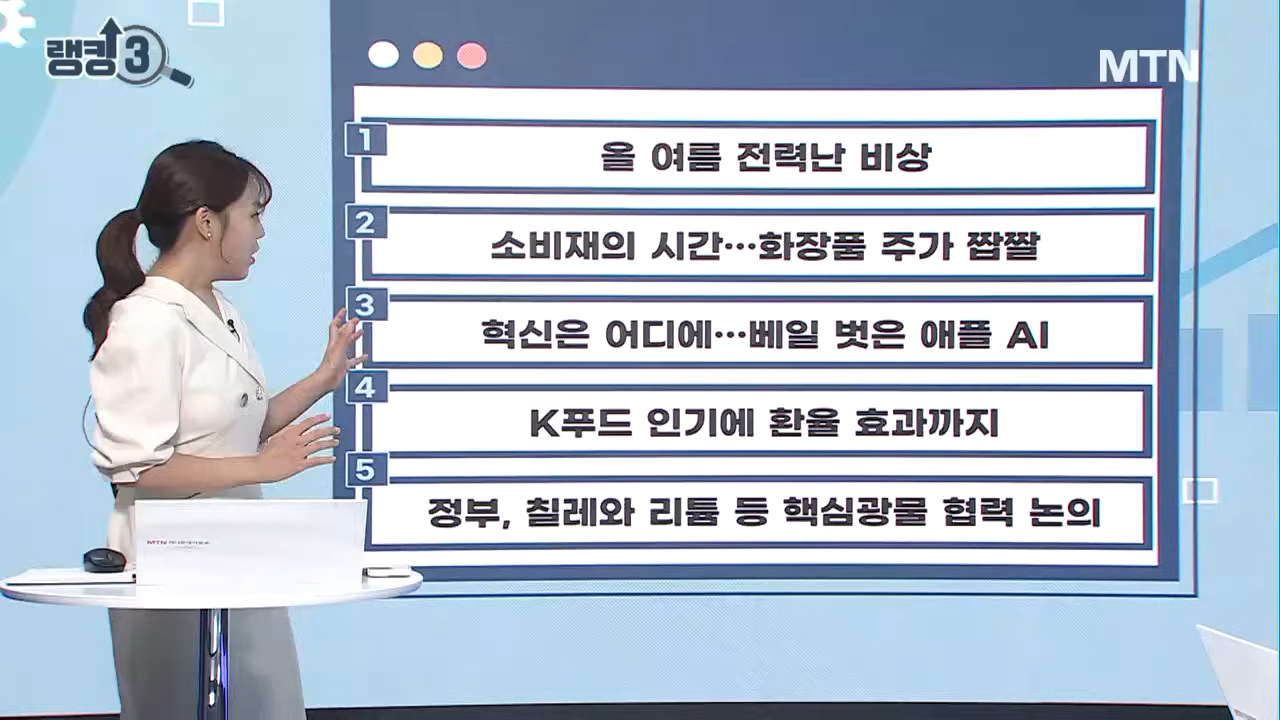 랭킹3
MTN
1
올 여름 전력난 비상
2
소비재의 시간…화장품 주가 짭짤
3
혁신은 어디에…베일 벗은 애플 AI
4
K푸드 인기에 환율 효과까지
5
정부, 칠레와 리튬 등 핵심광물 협력 논의
MTN